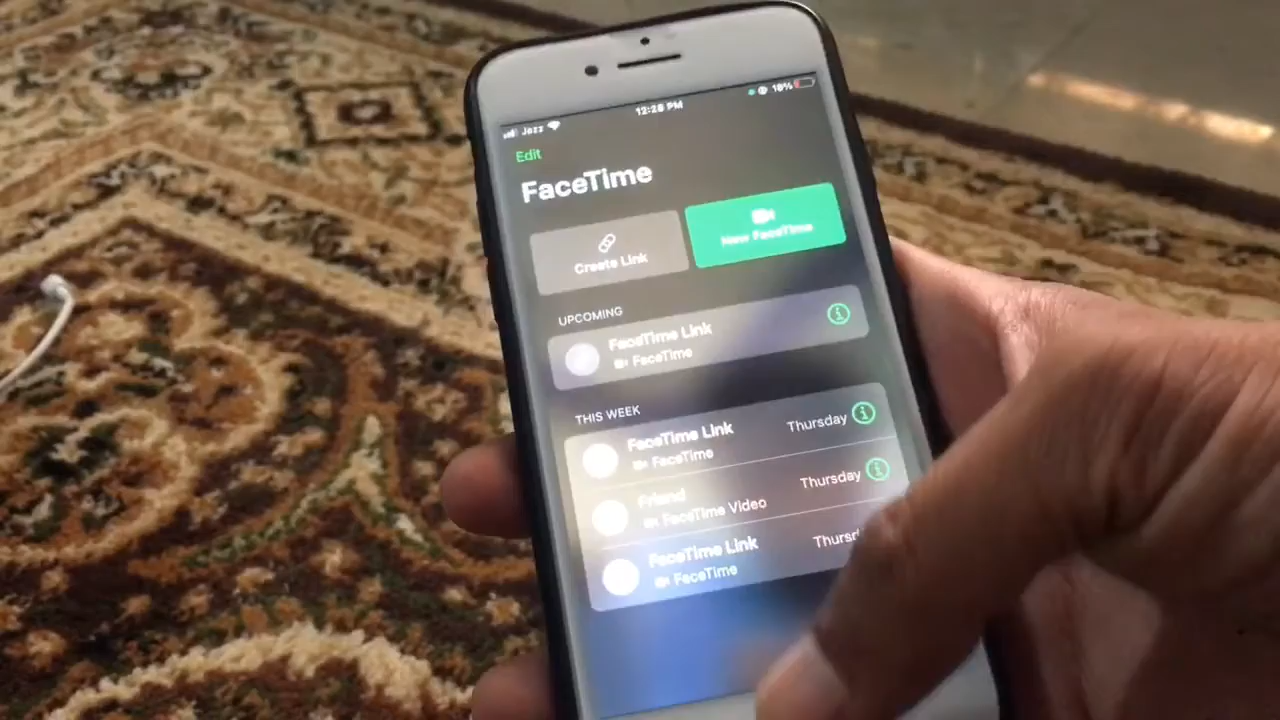 Jazz
12:28 PM
18%
Edit
FaceTime
Create Link
New FaceTime
UPCOMING
FaceTime Link
FaceTime
THIS WEEK
FaceTime Link
FaceTime
Thursday
Friend
FaceTime Video
Thursday
FaceTime Link
FaceTime
Thurs